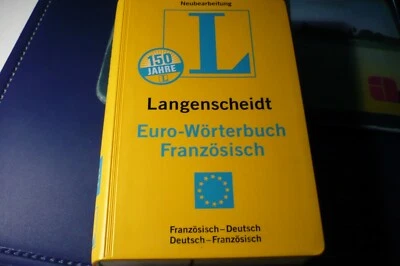 Neubearbeitung
L
150
JAHRE
L
Langenscheidt
Euro-Wörterbuch
Französisch
Französisch–Deutsch
Deutsch–Französisch